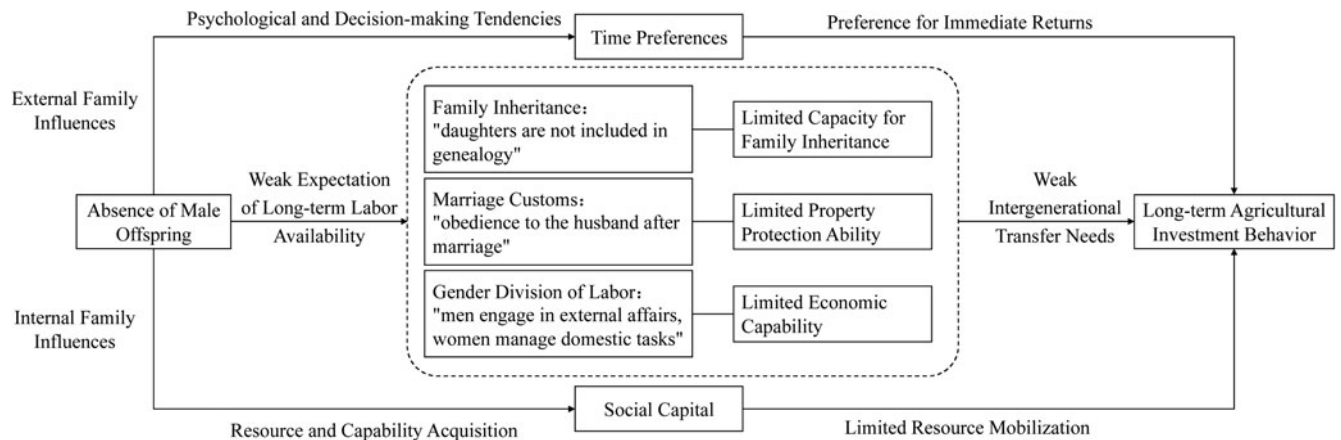 Psychological and Decision-making Tendencies
Time Preferences
Preference for Immediate Returns
External Family
Influences
Family Inheritance:
"daughters are not included in
genealogy"
Limited Capacity for
Family Inheritance
Absence of Male
Offspring
Weak Expectation
of Long-term Labor
Availability
Marriage Customs:
"obedience to the husband after
marriage"
Limited Property
Protection Ability
Weak
Intergenerational
Transfer Needs
Long-term Agricultural
Investment Behavior
Internal Family
Influences
Gender Division of Labor:
"men engage in external affairs,
women manage domestic tasks"
Limited Economic
Capability
Resource and Capability Acquisition
Social Capital
Limited Resource Mobilization